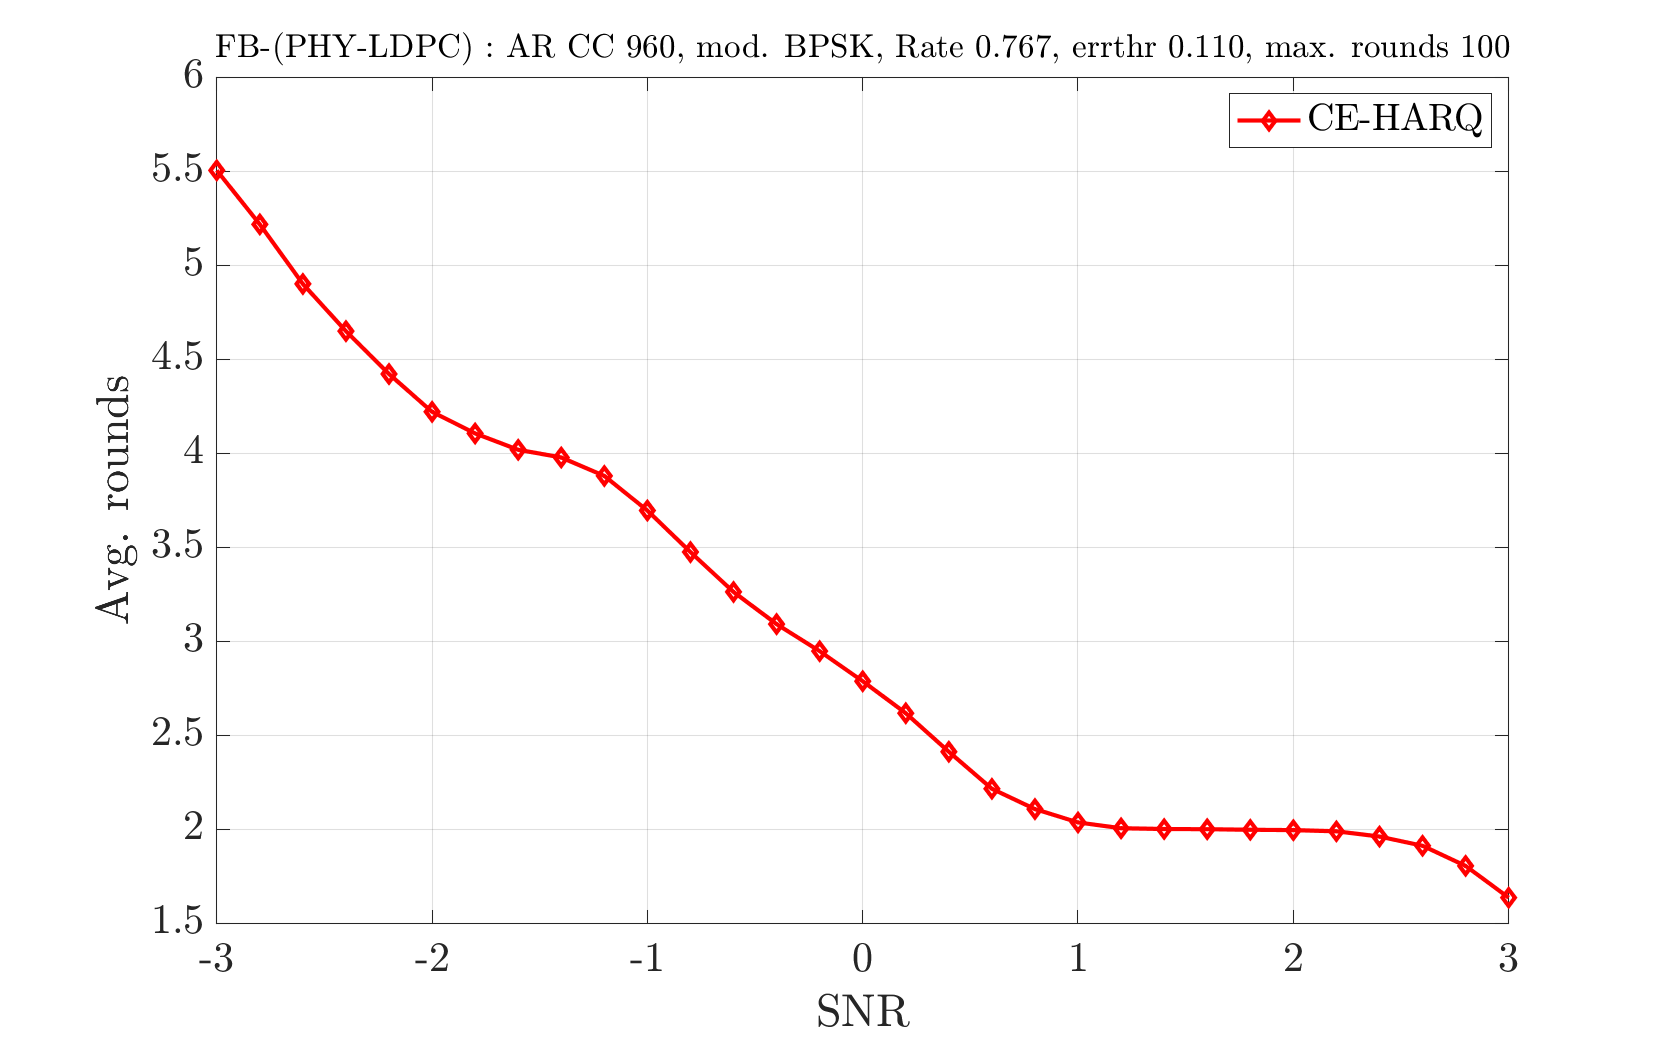 FB-(PHY-LDPC) : AR CC 960, mod. BPSK, Rate 0.767, errthr 0.110, max. rounds 100
CE-HARQ
6
5.5
5
4.5
4
3.5
3
2.5
2
1.5
Avg. rounds
-3 -2 -1 0 1 2 3
SNR